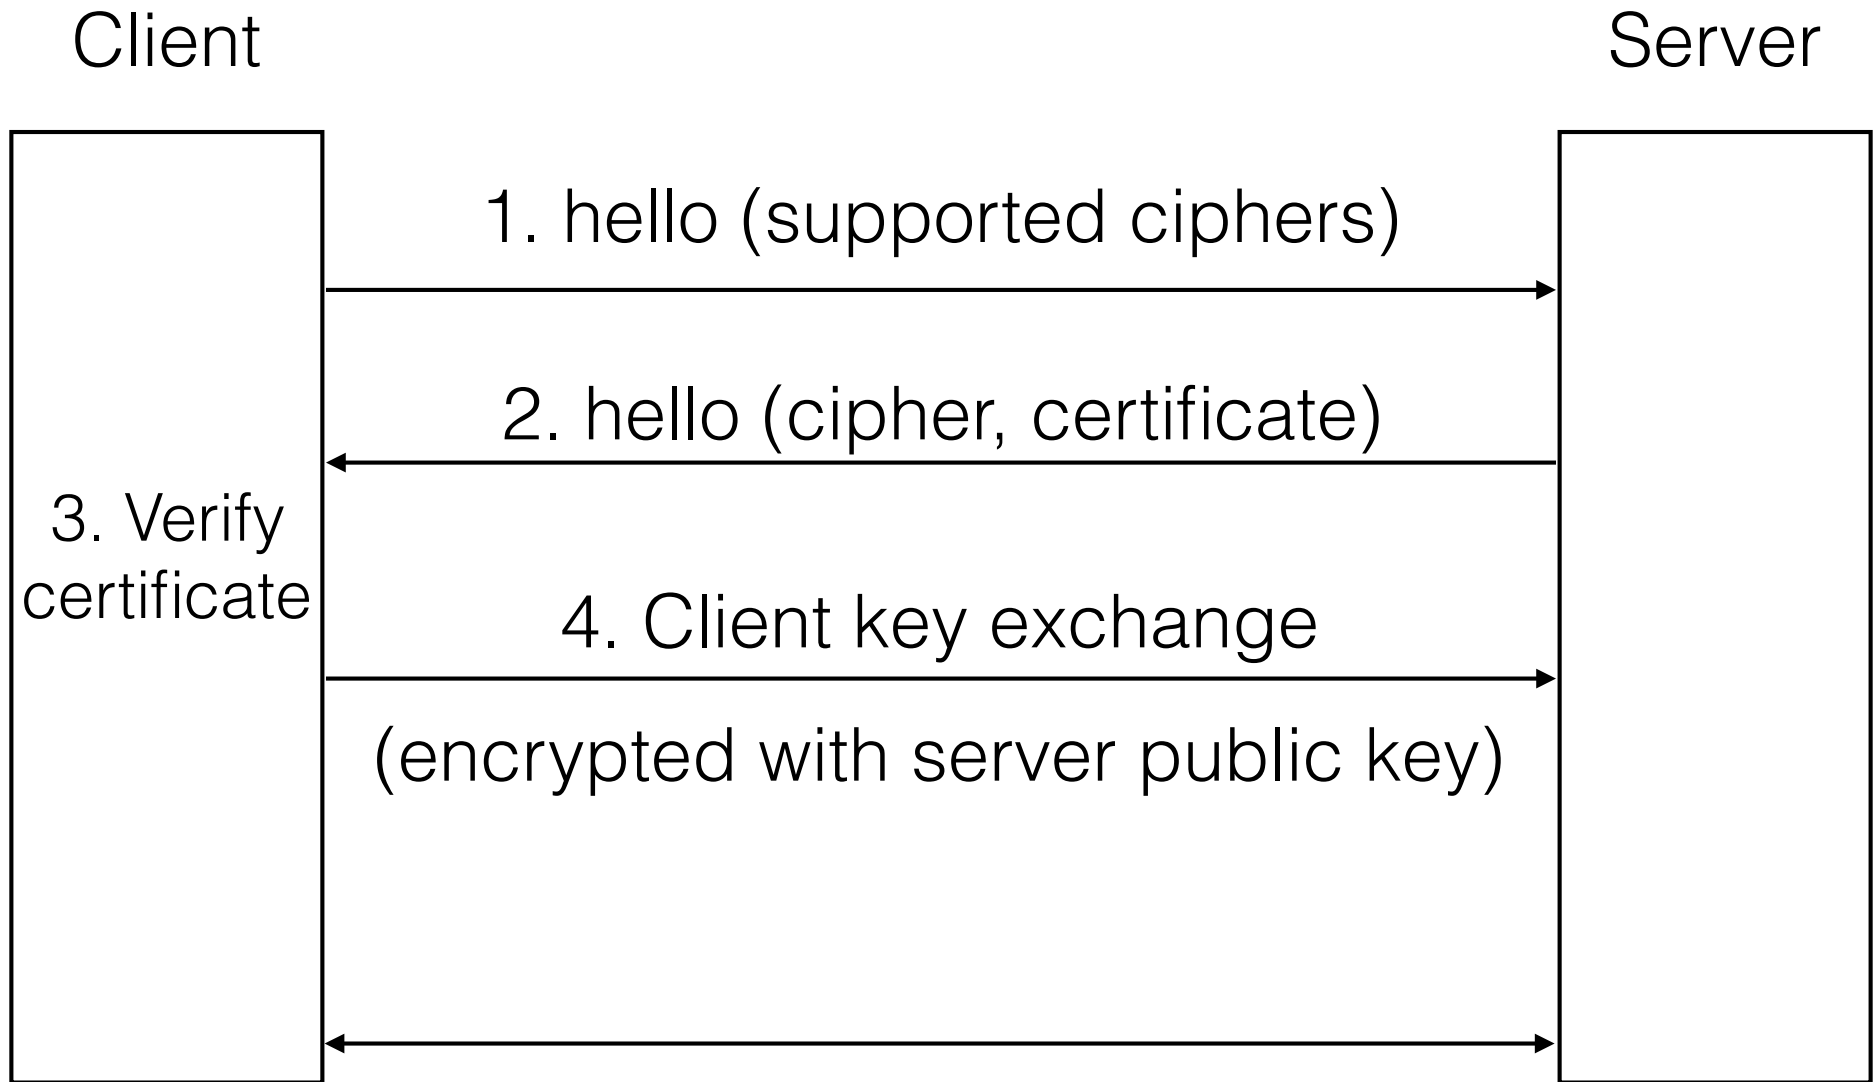 Client
Server
1. hello (supported ciphers)
2. hello (cipher, certificate)
3. Verify
certificate
4. Client key exchange
(encrypted with server public key)